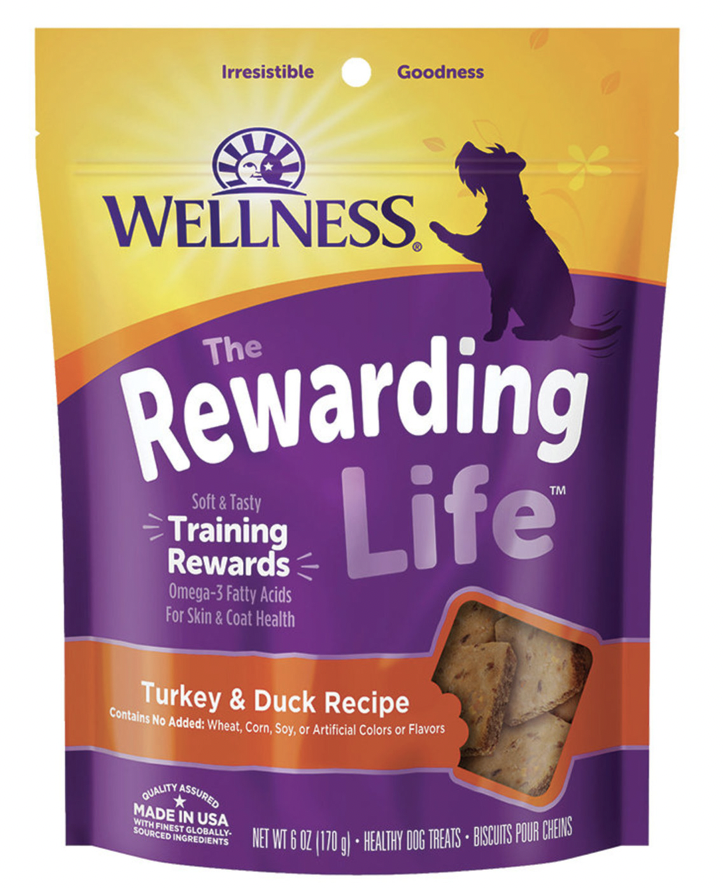 Irresistible Goodness
WELLNESS®
The
Rewarding
Life™
Soft & Tasty
Training
Rewards
Omega-3 Fatty Acids
For Skin & Coat Health
Turkey & Duck Recipe
Contains No Added: Wheat, Corn, Soy, or Artificial Colors or Flavors
QUALITY ASSURED
MADE IN USA
WITH FINEST GLOBALLY-
SOURCED INGREDIENTS
NET WT 6 OZ (170 g) • HEALTHY DOG TREATS • BISCUITS POUR CHEINS